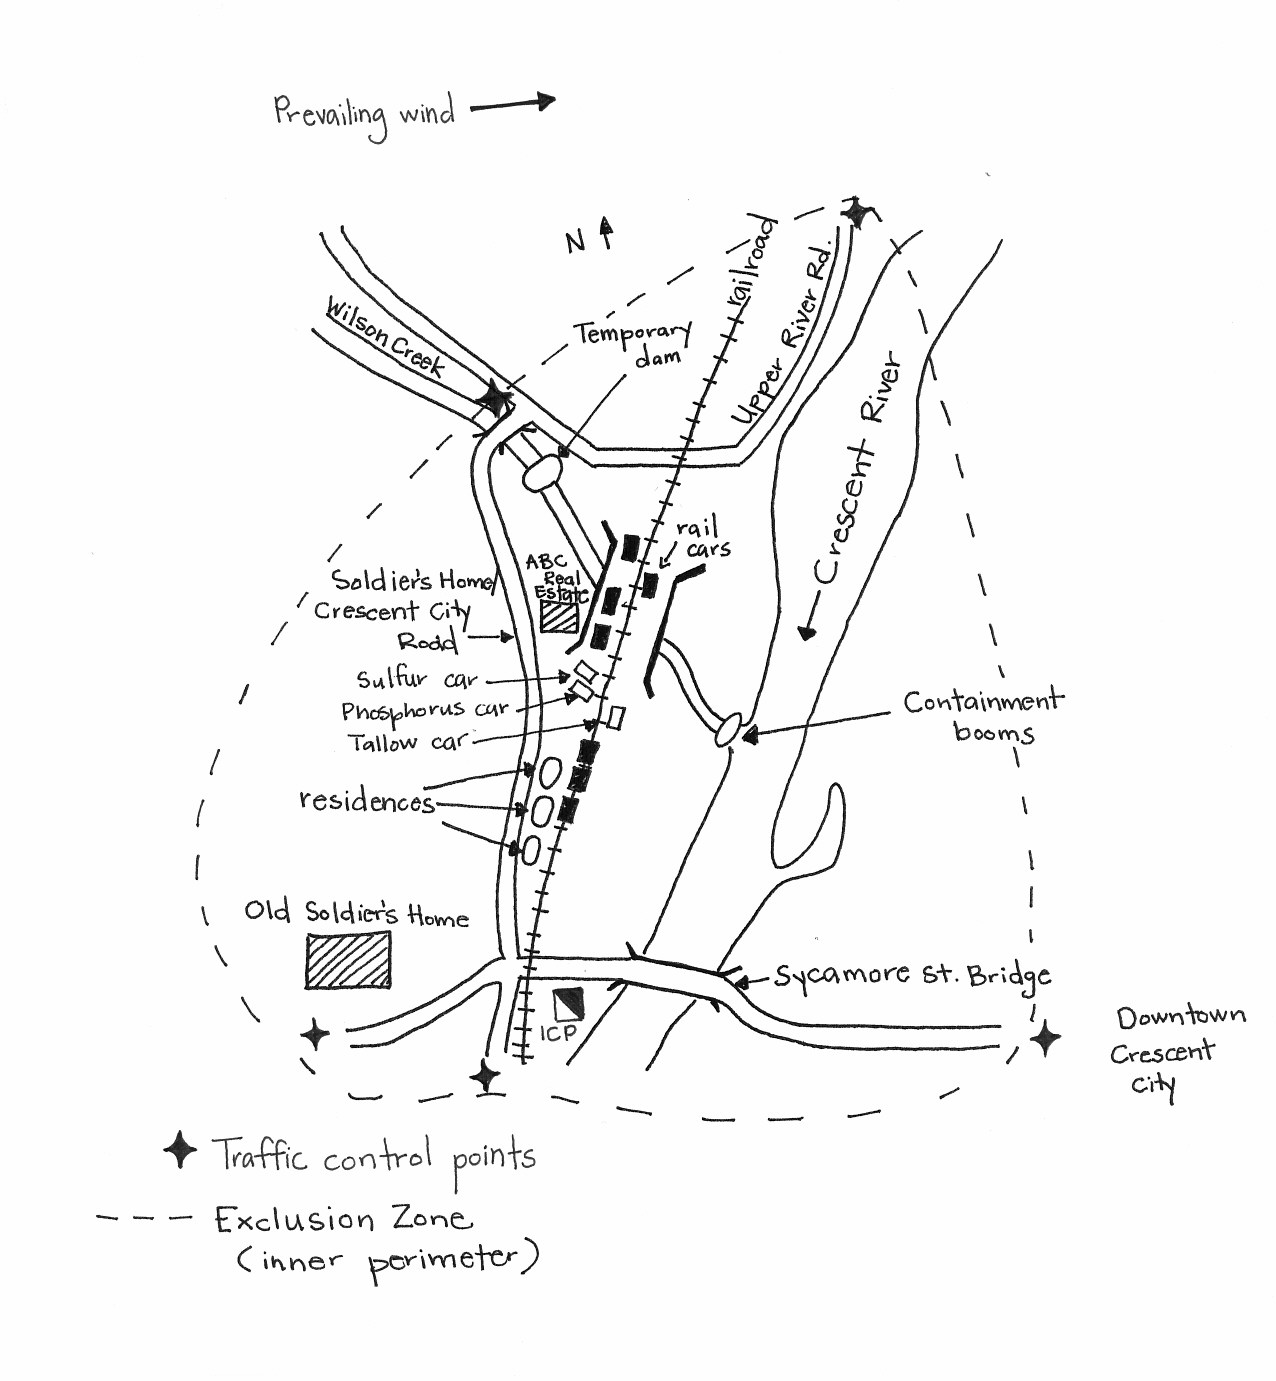 Prevailing wind
N
railroad
Upper River Rd.
Wilson Creek
Temporary
dam
Crescent River
rail
cars
ABC
Real
Estate
Soldier's Home/
Crescent City
Road
Sulfur car
Phosphorus car
Tallow car
Containment
booms
residences
Old Soldier's Home
Sycamore St. Bridge
ICP
Downtown
Crescent
City
Traffic control points
Exclusion Zone
(inner perimeter)